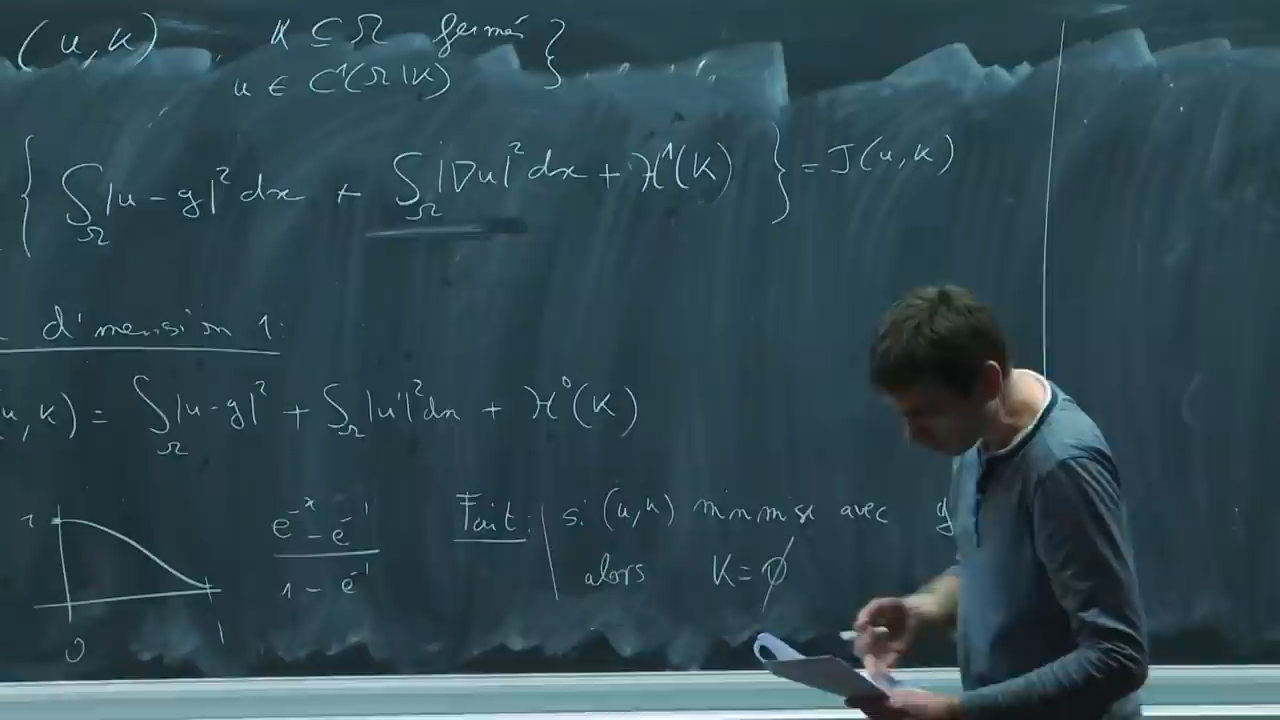 (u, K), K ⊆ Ω fermé }
u ∈ C¹(Ω\K)
{ ∫_Ω |u - g|² dx + ∫_Ω |∇u|² dx + H¹(K) } = J(u, K)
dimension 1:
u, K) = ∫_Ω |u-g|² + ∫_Ω |u'|² dx + H⁰(K)
1
0 1
e^{-x} - e^{-1}
1 - e^{-1}
Fait: si (u, K) minimise avec g
alors K = ∅